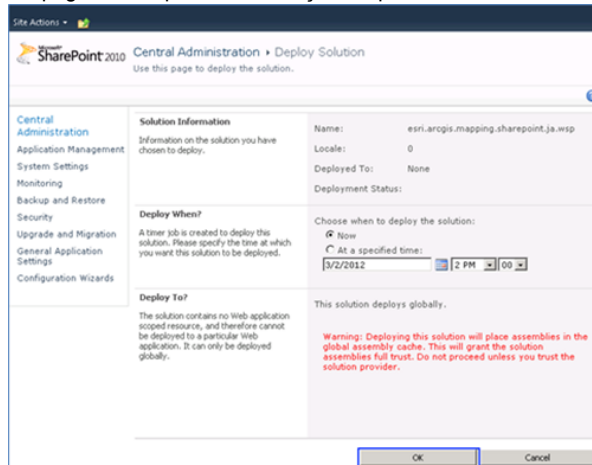 Site Actions
Microsoft
SharePoint 2010
Central Administration ▸ Deploy Solution
Use this page to deploy the solution.
Central
Administration
Application Management
System Settings
Monitoring
Backup and Restore
Security
Upgrade and Migration
General Application
Settings
Configuration Wizards
Solution Information
Information on the solution you have
chosen to deploy.
Name: esri.arcgis.mapping.sharepoint.ja.wsp
Locale: 0
Deployed To: None
Deployment Status:
Deploy When?
A timer job is created to deploy this
solution. Please specify the time at which
you want this solution to be deployed.
Choose when to deploy the solution:
Now
At a specified time:
3/2/2012 2 PM 00
Deploy To?
The solution contains no Web application
scoped resource, and therefore cannot
be deployed to a particular Web
application. It can only be deployed
globally.
This solution deploys globally.
Warning: Deploying this solution will place assemblies in the
global assembly cache. This will grant the solution
assemblies full trust. Do not proceed unless you trust the
solution provider.
OK Cancel